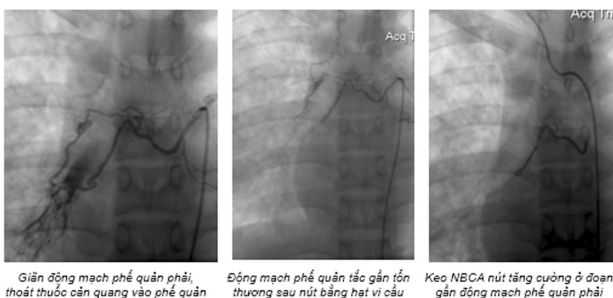 Acq Tri
Acq T
Giãn động mạch phế quản phải,
thoát thuốc cản quang vào phế quản
Động mạch phế quản tắc gần tổn
thương sau nút bằng hạt vi cầu
Keo NBCA nút tăng cường ở đoạn
gần động mạch phế quản phải